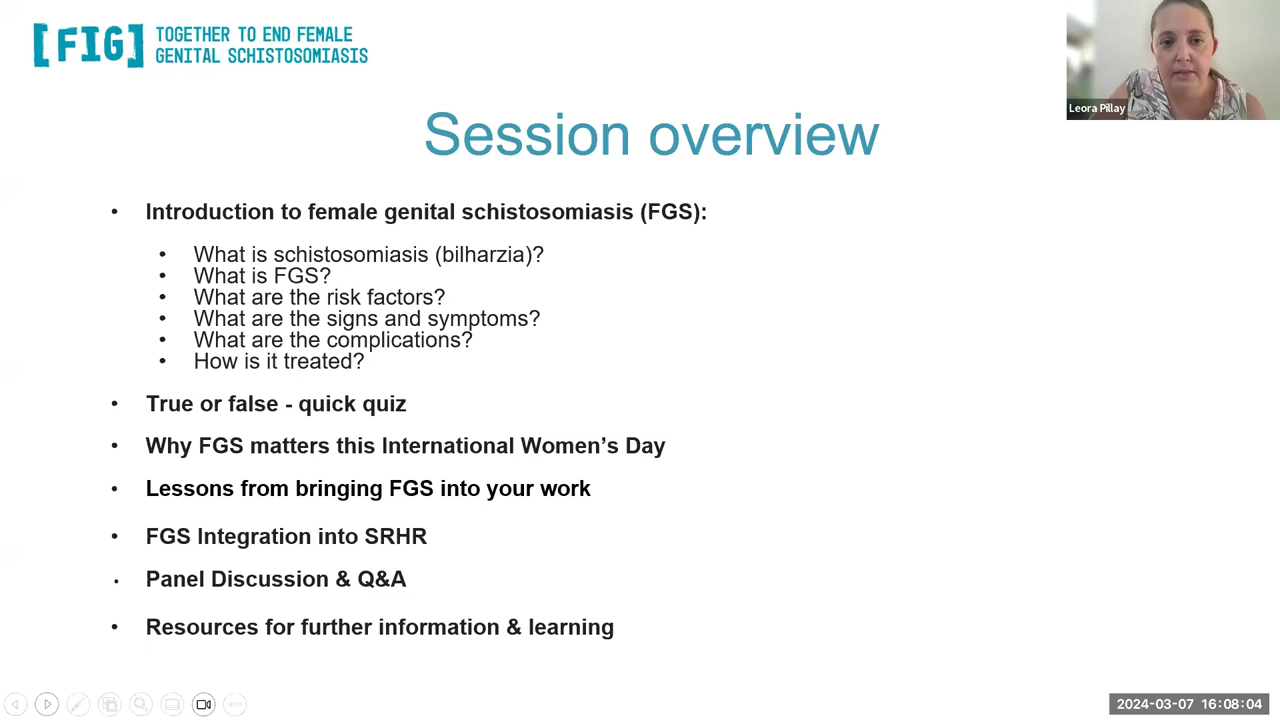 [FIG] TOGETHER TO END FEMALE
GENITAL SCHISTOSOMIASIS
Leora Pillay
Session overview
• Introduction to female genital schistosomiasis (FGS):
• What is schistosomiasis (bilharzia)?
• What is FGS?
• What are the risk factors?
• What are the signs and symptoms?
• What are the complications?
• How is it treated?
• True or false - quick quiz
• Why FGS matters this International Women’s Day
• Lessons from bringing FGS into your work
• FGS Integration into SRHR
• Panel Discussion & Q&A
• Resources for further information & learning
2024-03-07 16:08:04